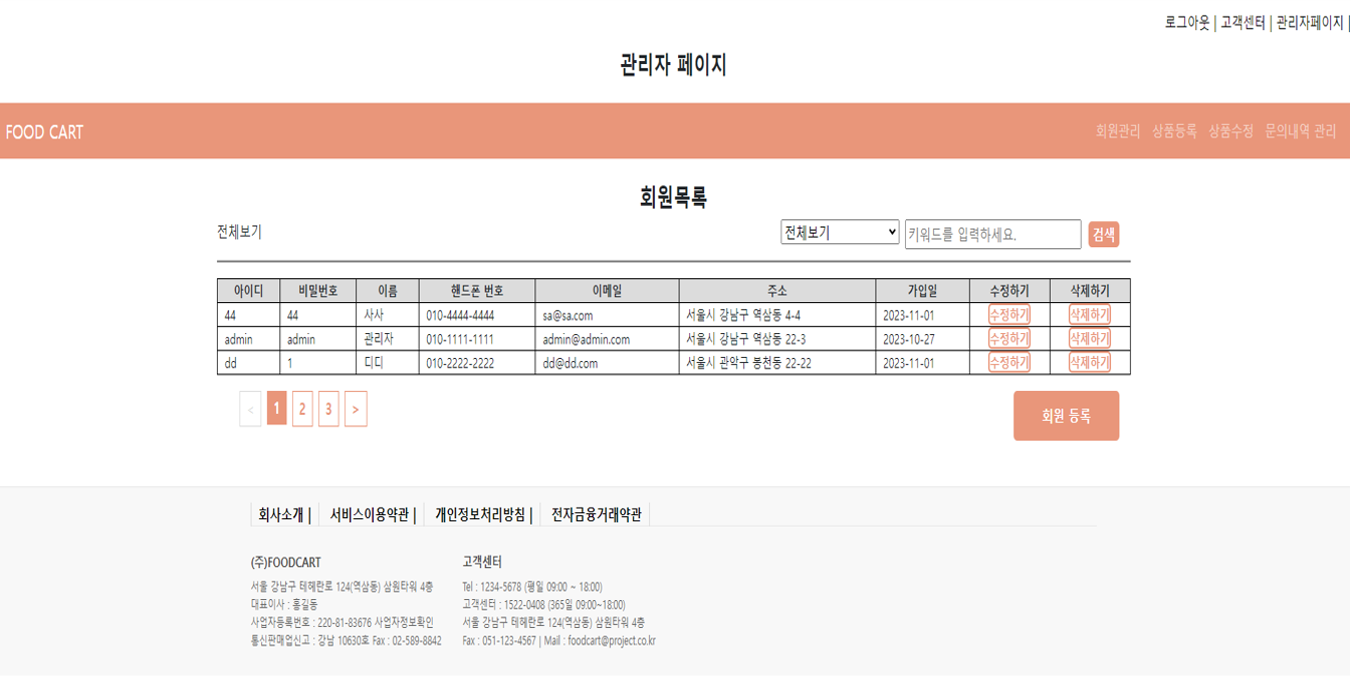 로그아웃 | 고객센터 | 관리자페이지 |
관리자 페이지
FOOD CART 회원관리 상품등록 상품수정 문의내역 관리
회원목록
전체보기 전체보기 키워드를 입력하세요. 검색
아이디 비밀번호 이름 핸드폰 번호 이메일 주소 가입일 수정하기 삭제하기
44 44 사사 010-4444-4444 sa@sa.com 서울시 강남구 역삼동 4-4 2023-11-01 수정하기 삭제하기
admin admin 관리자 010-1111-1111 admin@admin.com 서울시 강남구 역삼동 22-3 2023-10-27 수정하기 삭제하기
dd 1 디디 010-2222-2222 dd@dd.com 서울시 관악구 봉천동 22-22 2023-11-01 수정하기 삭제하기
< 1 2 3 > 회원 등록
회사소개 | 서비스이용약관 | 개인정보처리방침 | 전자금융거래약관
(주)FOODCART 고객센터
서울 강남구 테헤란로 124(역삼동) 삼원타워 4층 Tel : 1234-5678 (평일 09:00 ~ 18:00)
대표이사 : 홍길동 고객센터 : 1522-0408 (365일 09:00~18:00)
사업자등록번호 : 220-81-83676 사업자정보확인 서울 강남구 테헤란로 124(역삼동) 삼원타워 4층
통신판매업신고 : 강남 10630호 Fax : 02-589-8842 Fax : 051-123-4567 | Mail : foodcart@project.co.kr